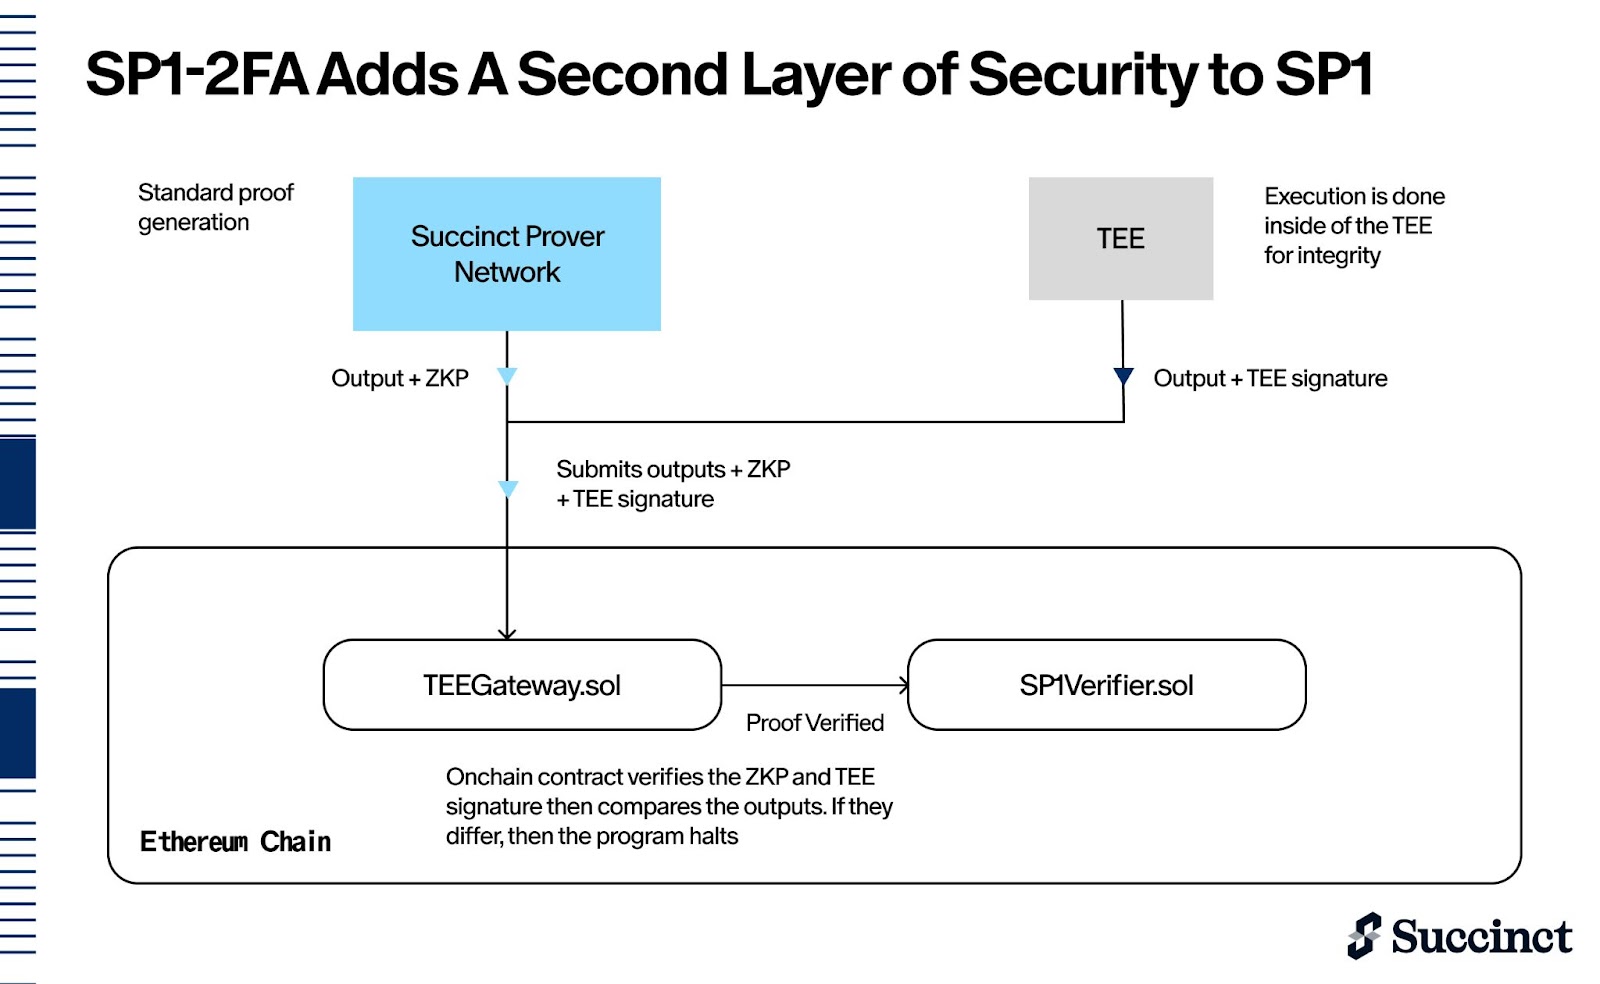 SP1-2FA Adds A Second Layer of Security to SP1
Standard proof
generation
Succinct Prover
Network
TEE
Execution is done
inside of the TEE
for integrity
Output + ZKP
Output + TEE signature
Submits outputs + ZKP
+ TEE signature
TEEGateway.sol
SP1Verifier.sol
Proof Verified
Onchain contract verifies the ZKP and TEE
signature then compares the outputs. If they
differ, then the program halts
Ethereum Chain
Succinct